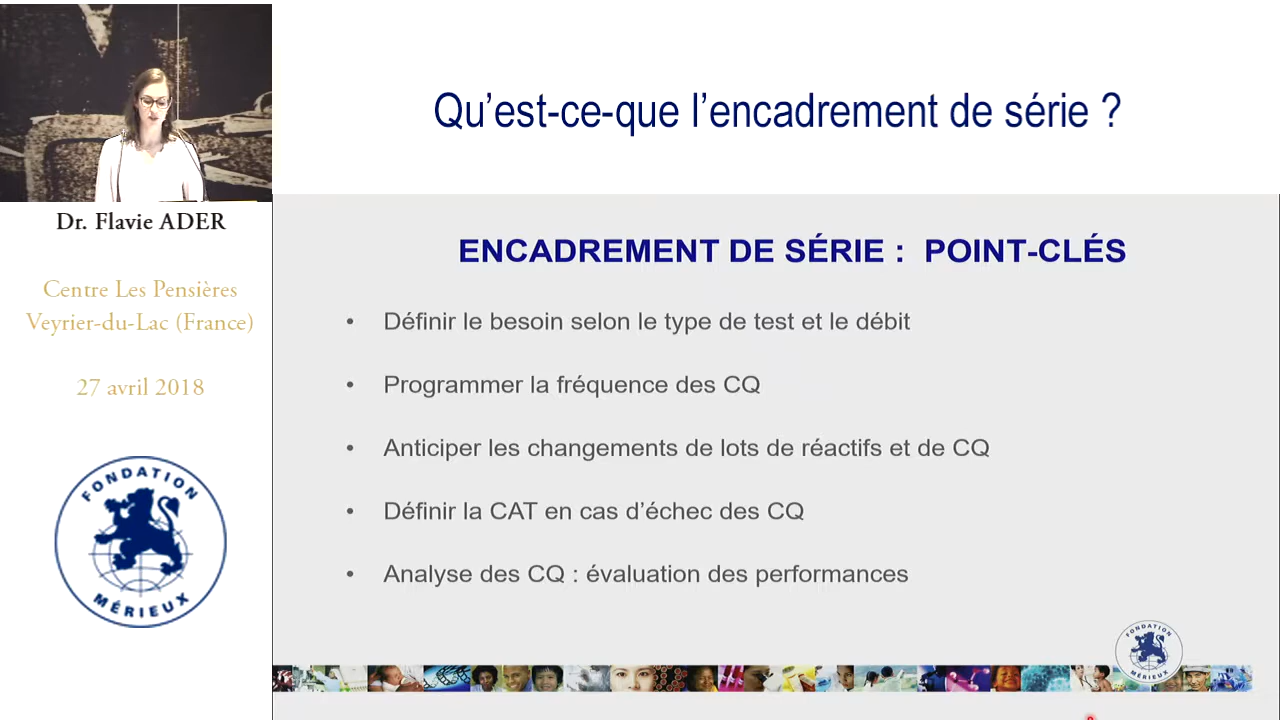 Qu’est-ce-que l’encadrement de série ?
Dr. Flavie ADER
Centre Les Pensières
Veyrier-du-Lac (France)
27 avril 2018
FONDATION
MÉRIEUX
ENCADREMENT DE SÉRIE : POINT-CLÉS
• Définir le besoin selon le type de test et le débit
• Programmer la fréquence des CQ
• Anticiper les changements de lots de réactifs et de CQ
• Définir la CAT en cas d’échec des CQ
• Analyse des CQ : évaluation des performances
FONDATION
MÉRIEUX